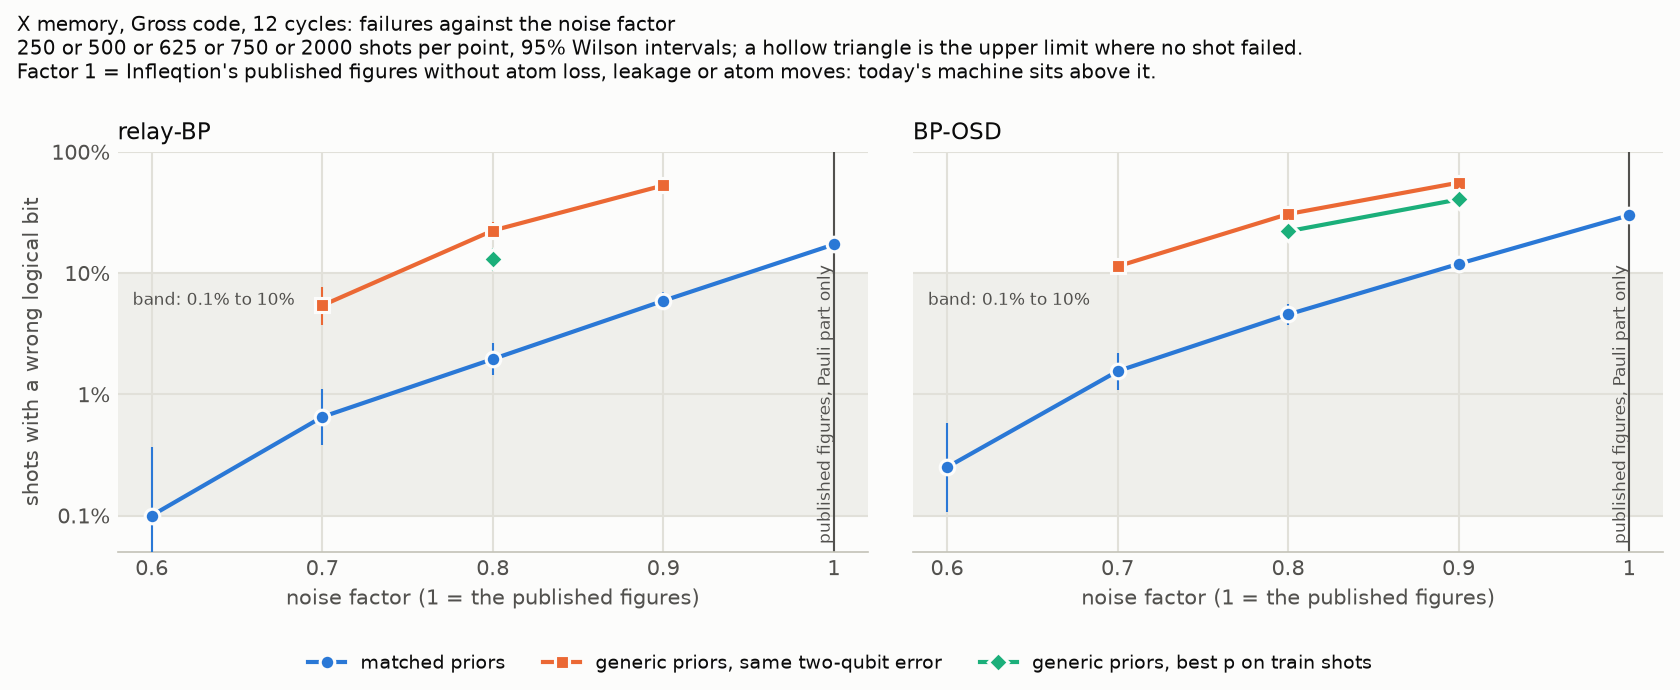 X memory, Gross code, 12 cycles: failures against the noise factor
250 or 500 or 625 or 750 or 2000 shots per point, 95% Wilson intervals; a hollow triangle is the upper limit where no shot failed.
Factor 1 = Infleqtion's published figures without atom loss, leakage or atom moves: today's machine sits above it.
relay-BP
shots with a wrong logical bit
100%
10%
1%
0.1%
band: 0.1% to 10%
published figures, Pauli part only
0.6 0.7 0.8 0.9 1
noise factor (1 = the published figures)
BP-OSD
band: 0.1% to 10%
published figures, Pauli part only
0.6 0.7 0.8 0.9 1
noise factor (1 = the published figures)
matched priors
generic priors, same two-qubit error
generic priors, best p on train shots